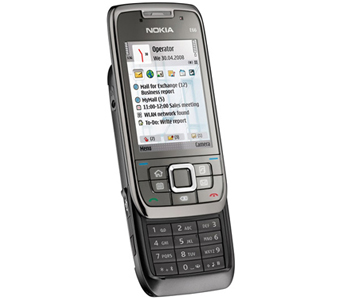 NOKIA
E66
Operator
We 30.04.2008
Mail for Exchange (12)
Business report
MyMail (5)
11:00-12:00 Sales meeting
WLAN network found
To-Do: Write report
Menu
Camera